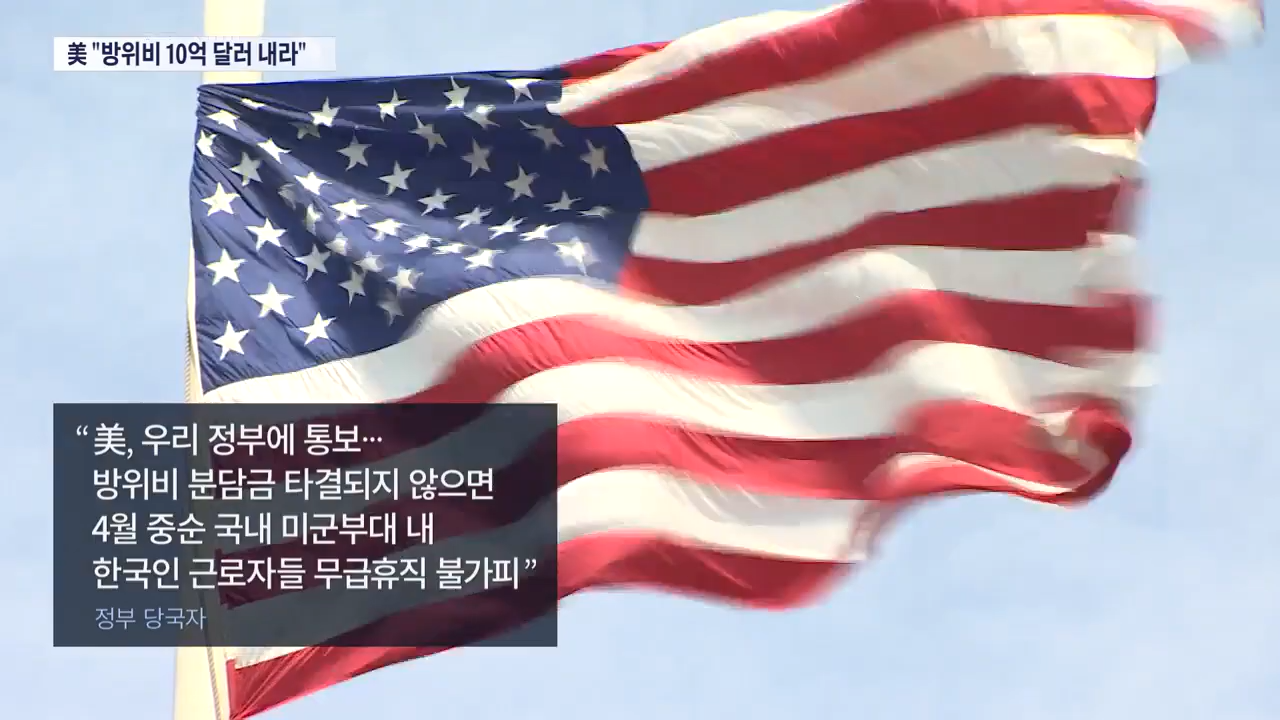 美 "방위비 10억 달러 내라"
“美, 우리 정부에 통보…
방위비 분담금 타결되지 않으면
4월 중순 국내 미군부대 내
한국인 근로자들 무급휴직 불가피”
정부 당국자